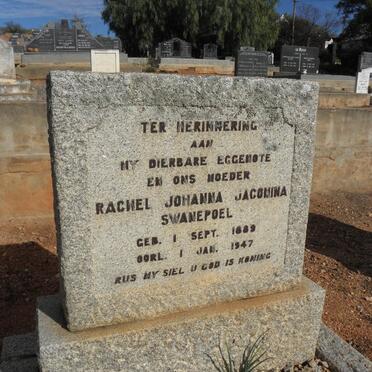 TER HERINNERING
AAN
MY DIERBARE EGGENOTE
EN ONS MOEDER
RACHEL JOHANNA JACOMINA
SWANEPOEL
GEB. 1 SEPT. 1889
OORL. 1 JAN. 1947
RUS MY SIEL U GOD IS KONING